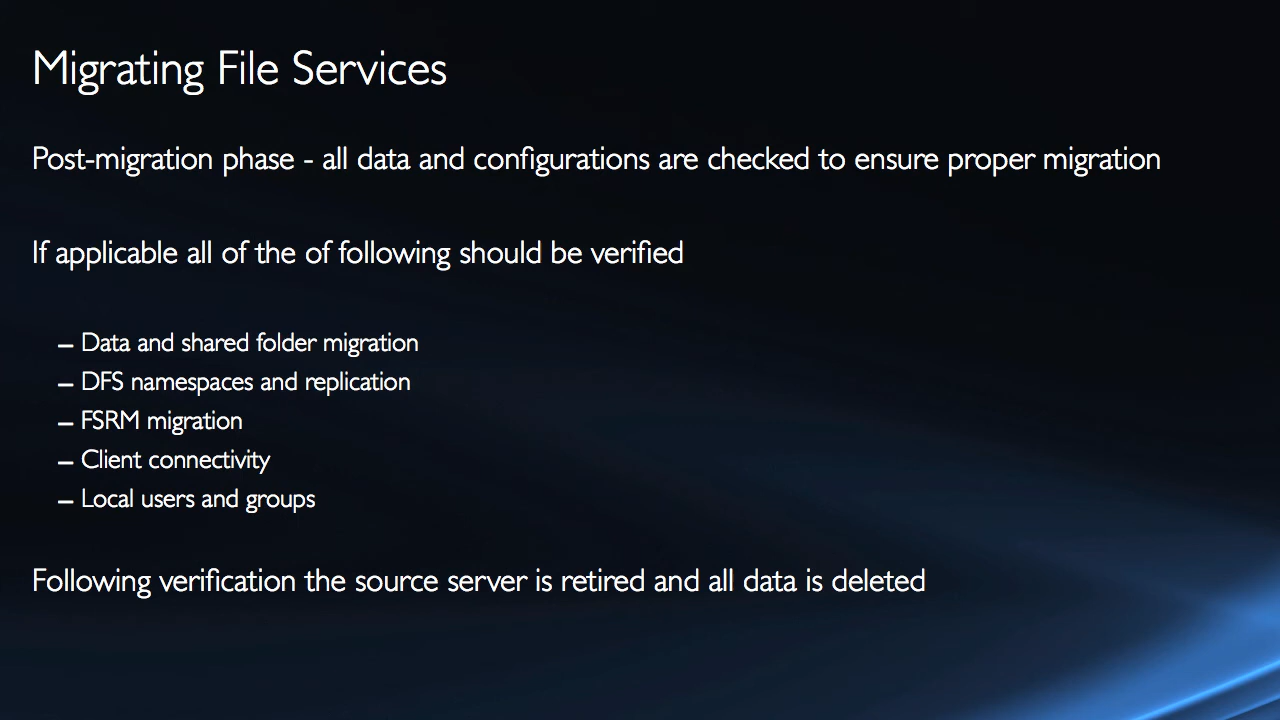 Migrating File Services
Post-migration phase - all data and configurations are checked to ensure proper migration
If applicable all of the of following should be verified
– Data and shared folder migration
– DFS namespaces and replication
– FSRM migration
– Client connectivity
– Local users and groups
Following verification the source server is retired and all data is deleted